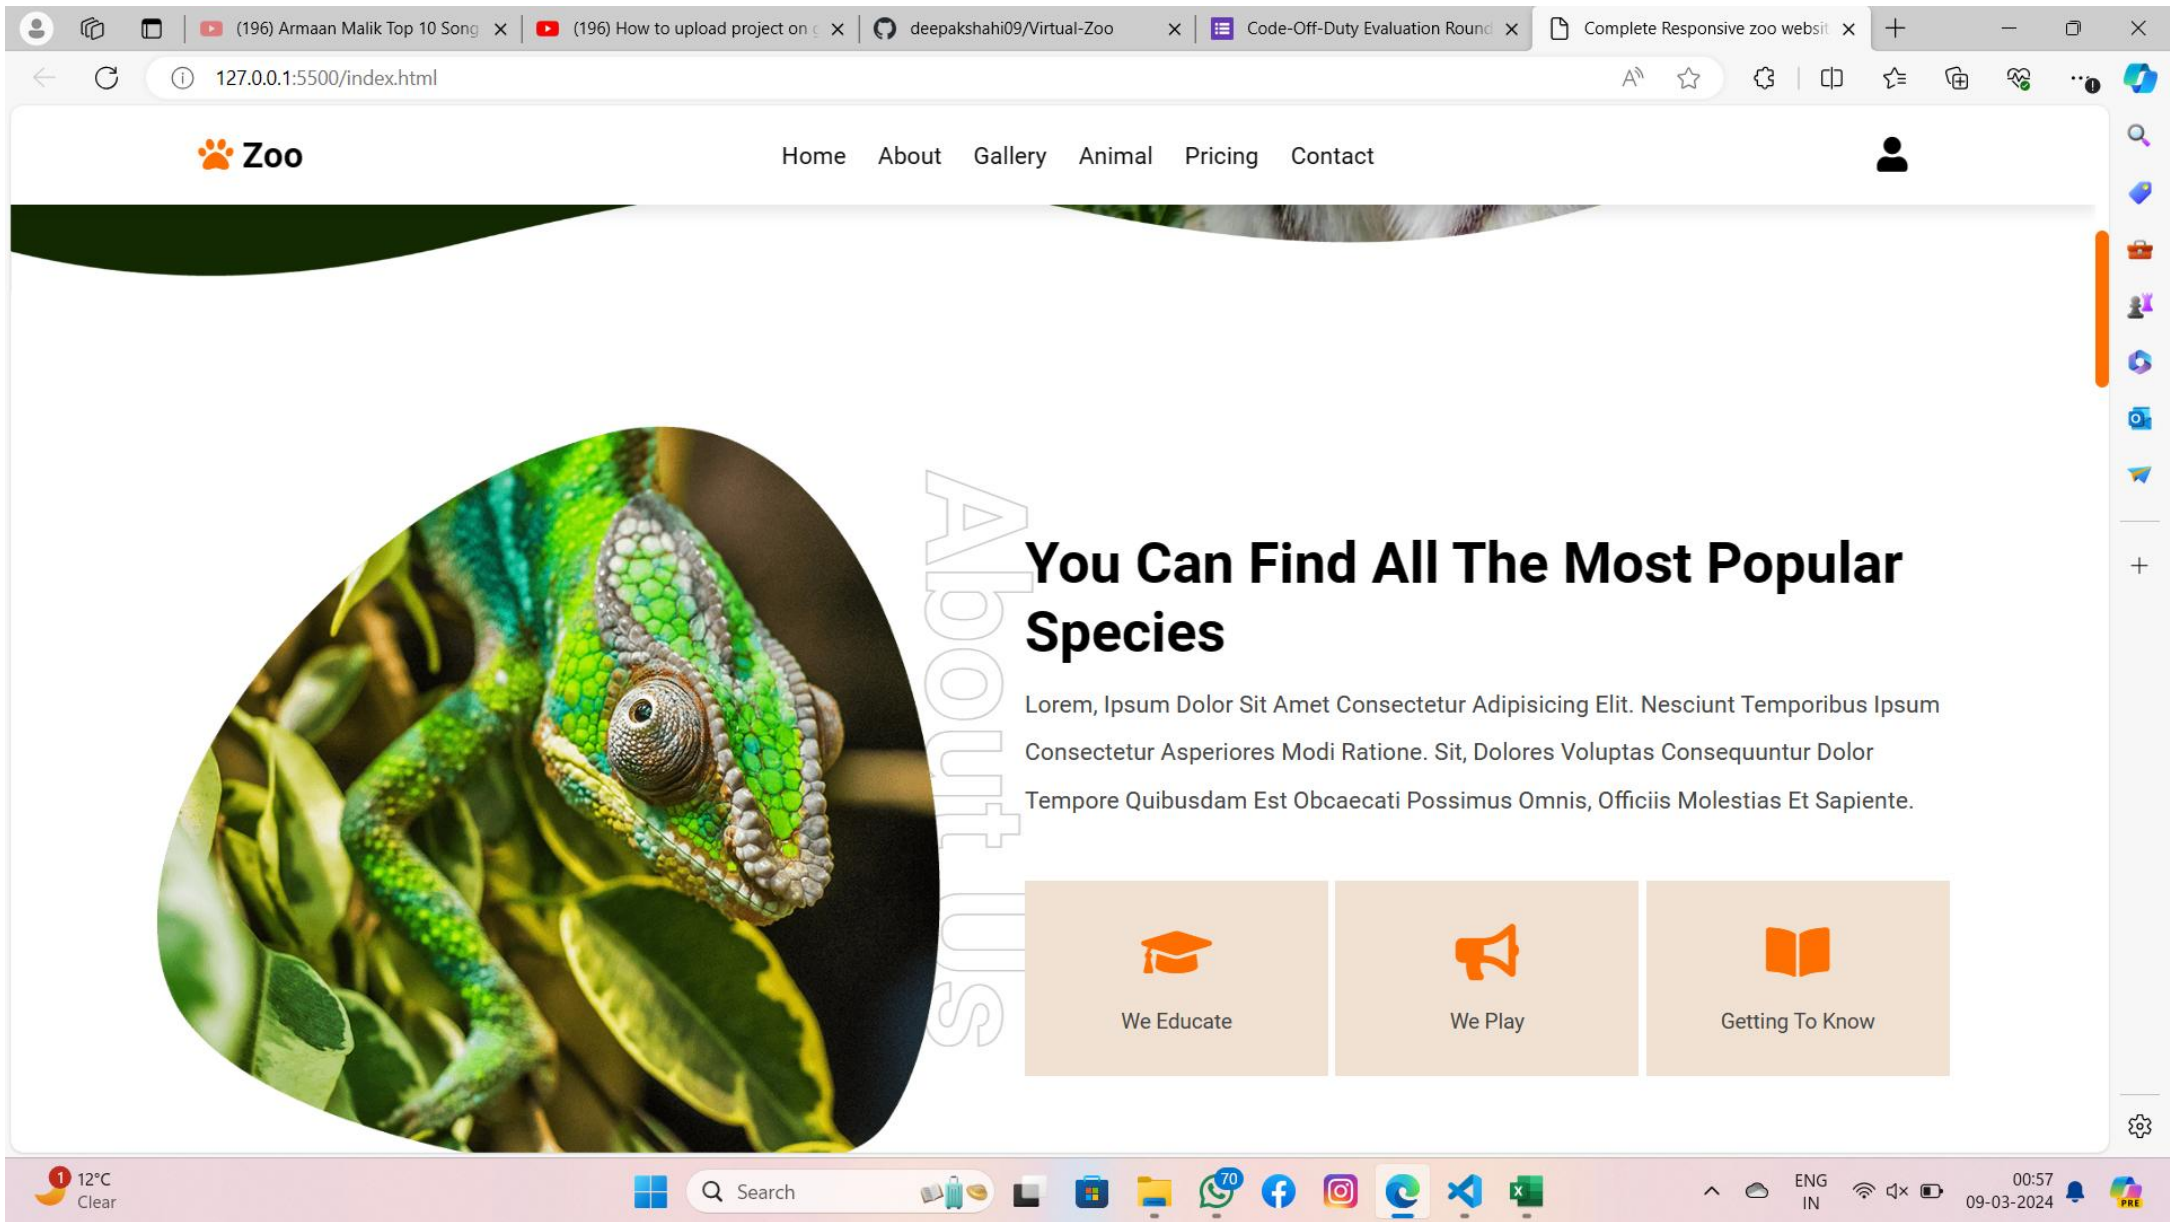 (196) Armaan Malik Top 10 Song
(196) How to upload project on g
deepakshahi09/Virtual-Zoo
Code-Off-Duty Evaluation Round
Complete Responsive zoo websit
127.0.0.1:5500/index.html
Zoo
Home About Gallery Animal Pricing Contact
About Us
You Can Find All The Most Popular
Species
Lorem, Ipsum Dolor Sit Amet Consectetur Adipisicing Elit. Nesciunt Temporibus Ipsum
Consectetur Asperiores Modi Ratione. Sit, Dolores Voluptas Consequuntur Dolor
Tempore Quibusdam Est Obcaecati Possimus Omnis, Officiis Molestias Et Sapiente.
We Educate
We Play
Getting To Know
1
12°C
Clear
Search
70
ENG
IN
00:57
09-03-2024
PRE